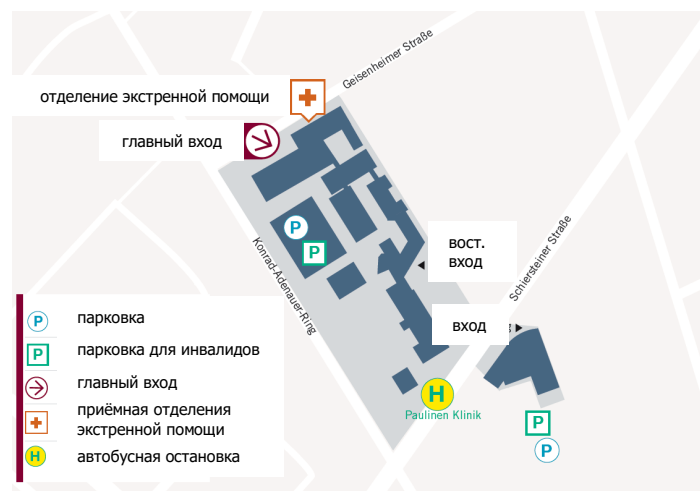 Geisenheimer Straße
отделение экстренной помощи
главный вход
P
P
Konrad-Adenauer-Ring
Schiersteiner Straße
вост.
вход
вход
H
Paulinen Klinik
P
P
P парковка
P парковка для инвалидов
главный вход
приёмная отделения
экстренной помощи
H автобусная остановка